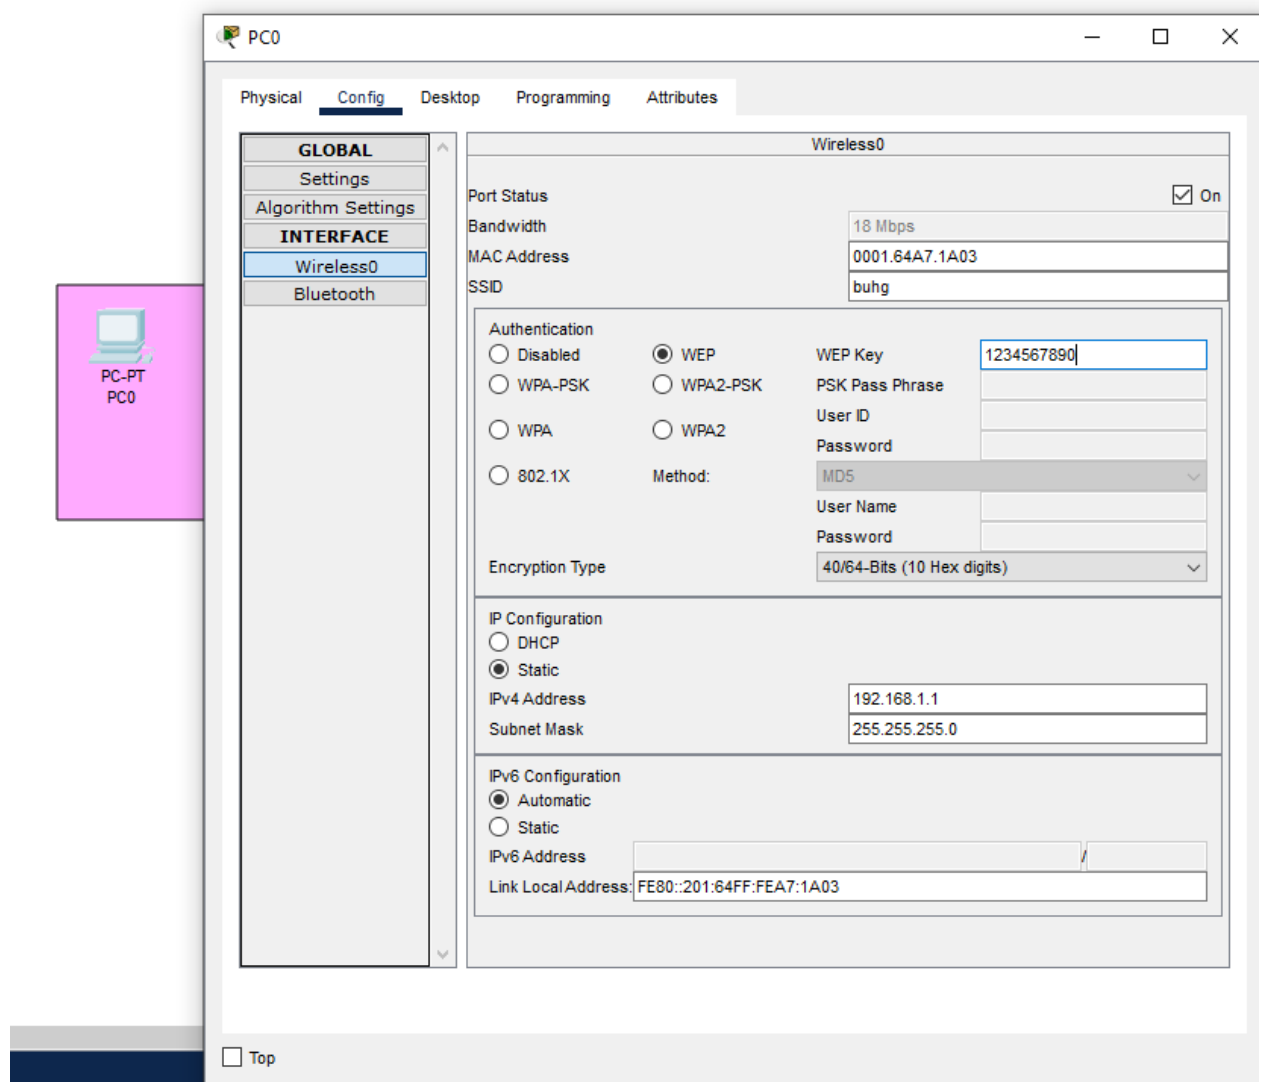 PC0
Physical Config Desktop Programming Attributes
GLOBAL
Settings
Algorithm Settings
INTERFACE
Wireless0
Bluetooth
Wireless0
Port Status On
Bandwidth 18 Mbps
MAC Address 0001.64A7.1A03
SSID buhg
Authentication
Disabled WEP WEP Key 1234567890
WPA-PSK WPA2-PSK PSK Pass Phrase
User ID
WPA WPA2
Password
802.1X Method: MD5
User Name
Password
Encryption Type 40/64-Bits (10 Hex digits)
IP Configuration
DHCP
Static
IPv4 Address 192.168.1.1
Subnet Mask 255.255.255.0
IPv6 Configuration
Automatic
Static
IPv6 Address /
Link Local Address: FE80::201:64FF:FEA7:1A03
Top
PC-PT
PC0